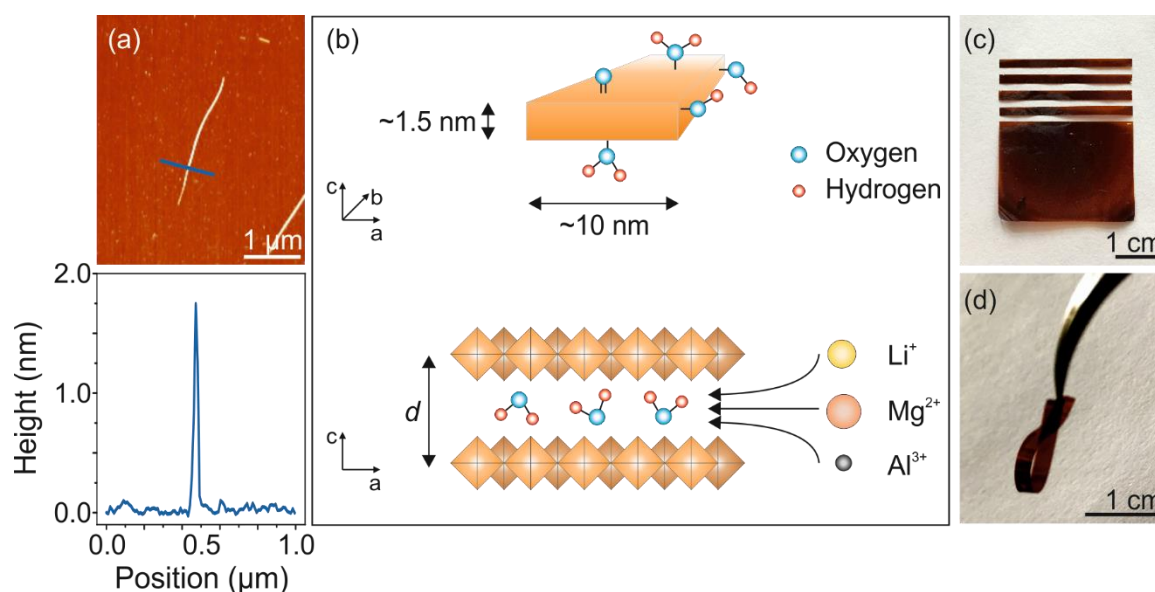 (a)
1 µm
2.0
1.0
0.0
Height (nm)
0.0 0.5 1.0
Position (µm)
(b)
~1.5 nm
~10 nm
c
b
a
Oxygen
Hydrogen
d
c
a
Li⁺
Mg²⁺
Al³⁺
(c)
1 cm
(d)
1 cm